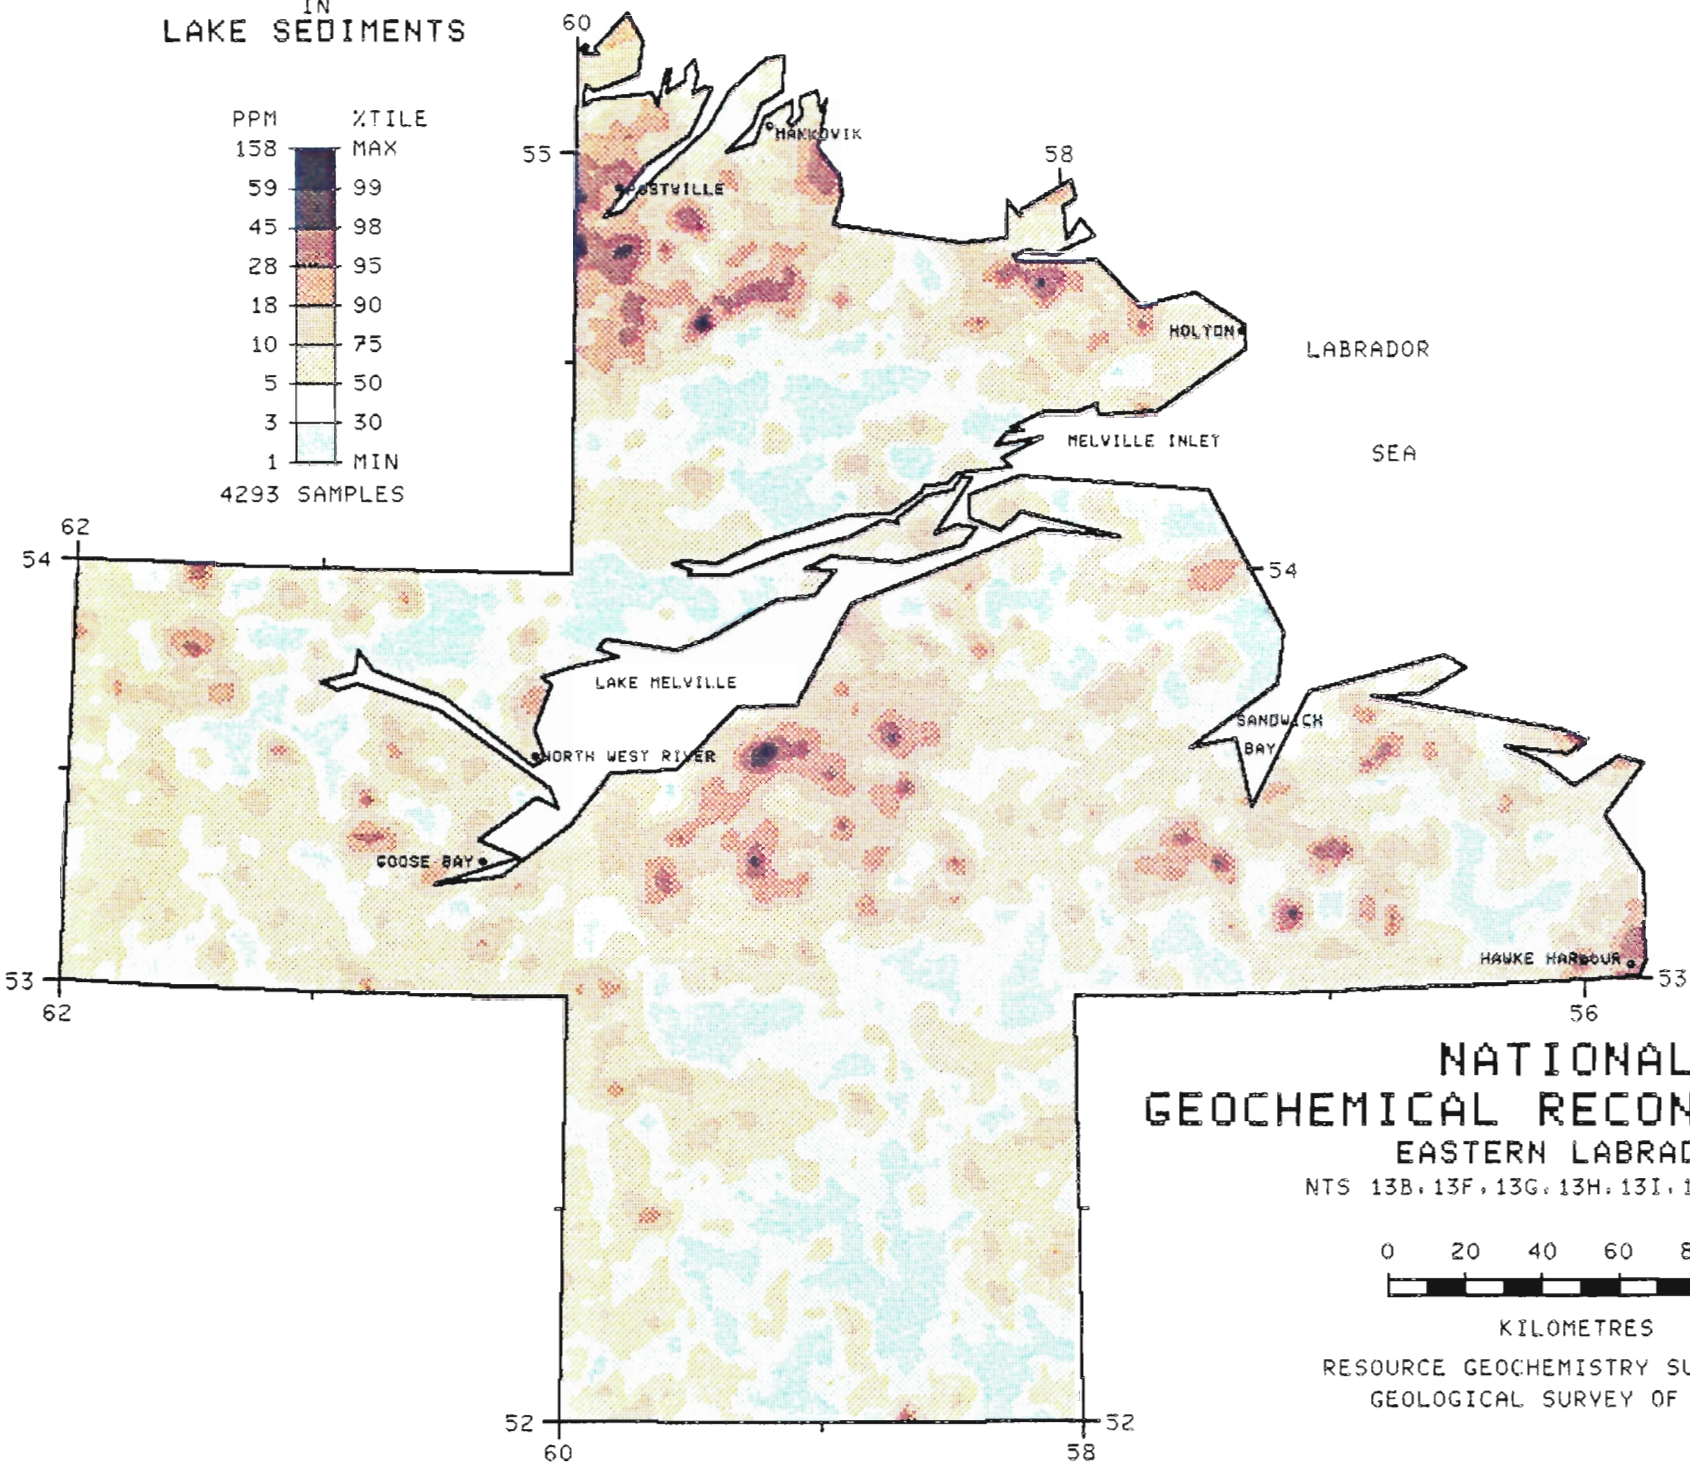 IN
LAKE SEDIMENTS
PPM %TILE
158 MAX
59 99
45 98
28 95
18 90
10 75
5 50
3 30
1 MIN
4293 SAMPLES
60
55
MAKKOVIK
58
POSTVILLE
HOLTON
LABRADOR
SEA
MELVILLE INLET
62
54
54
LAKE MELVILLE
SANDWICH
BAY
NORTH WEST RIVER
GOOSE BAY
HAWKE HARBOUR
53
53
62
56
NATIONAL
GEOCHEMICAL RECON
EASTERN LABRAD
NTS 13B, 13F, 13G, 13H, 13I, 1
0 20 40 60 8
KILOMETRES
RESOURCE GEOCHEMISTRY SU
GEOLOGICAL SURVEY OF
52
52
60
58